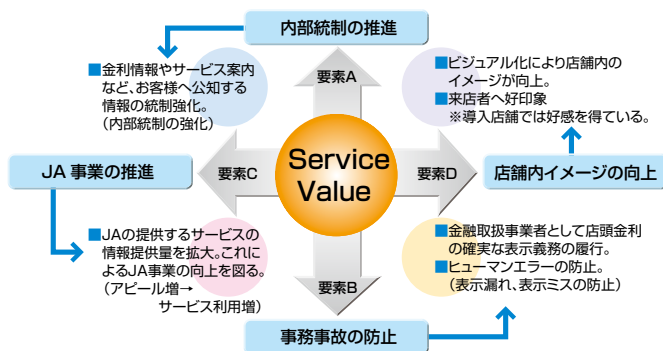 内部統制の推進
■金利情報やサービス案内
など、お客様へ公知する
情報の統制強化。
（内部統制の強化）
要素A
■ビジュアル化により店舗内の
イメージが向上。
■来店者へ好印象
※導入店舗では好感を得ている。
JA 事業の推進
要素C
Service
Value
要素D
店舗内イメージの向上
■JAの提供するサービスの
情報提供量を拡大。これに
よるJA事業の向上を図る。
（アピール増→
サービス利用増）
要素B
■金融取扱事業者として店頭金利
の確実な表示義務の履行。
■ヒューマンエラーの防止。
（表示漏れ、表示ミスの防止）
事務事故の防止